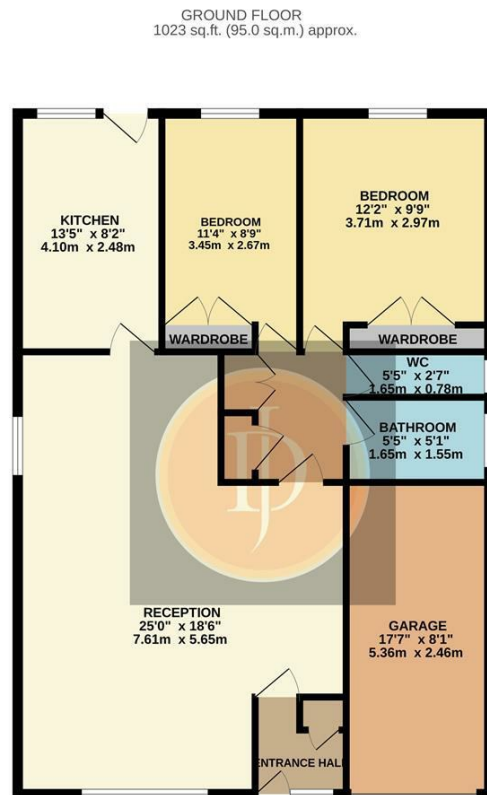 GROUND FLOOR
1023 sq.ft. (95.0 sq.m.) approx.
KITCHEN
13'5" x 8'2"
4.10m x 2.48m
BEDROOM
11'4" x 8'9"
3.45m x 2.67m
BEDROOM
12'2" x 9'9"
3.71m x 2.97m
WARDROBE
WARDROBE
WC
5'5" x 2'7"
1.65m x 0.78m
BATHROOM
5'5" x 5'1"
1.65m x 1.55m
RECEPTION
25'0" x 18'6"
7.61m x 5.65m
GARAGE
17'7" x 8'1"
5.36m x 2.46m
ENTRANCE HALL